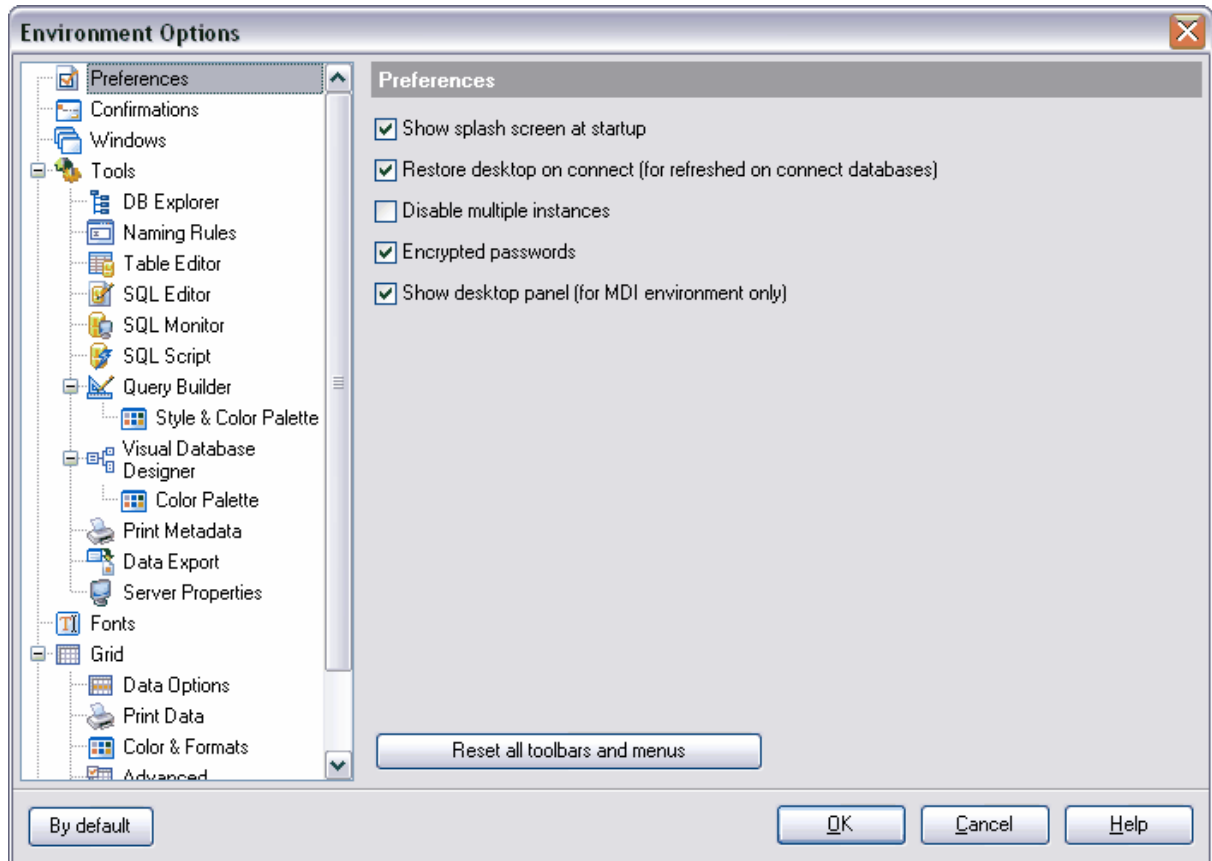 Environment Options
Preferences
Confirmations
Windows
Tools
DB Explorer
Naming Rules
Table Editor
SQL Editor
SQL Monitor
SQL Script
Query Builder
Style & Color Palette
Visual Database
Designer
Color Palette
Print Metadata
Data Export
Server Properties
Fonts
Grid
Data Options
Print Data
Color & Formats
Advanced
Preferences
Show splash screen at startup
Restore desktop on connect (for refreshed on connect databases)
Disable multiple instances
Encrypted passwords
Show desktop panel (for MDI environment only)
Reset all toolbars and menus
By default
OK
Cancel
Help